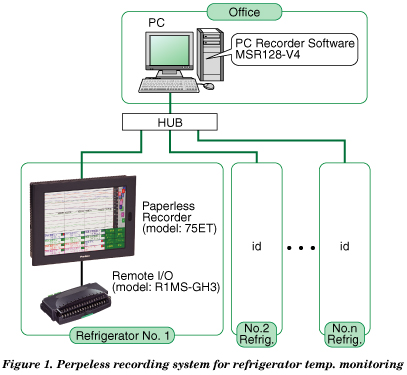 Office
PC
PC Recorder Software
MSR128-V4
HUB
Paperless
Recorder
(model: 75ET)
Remote I/O
(model: R1MS-GH3)
Refrigerator No. 1
id
No.2
Refrig.
id
No.n
Refrig.
Figure 1. Perpeless recording system for refrigerator temp. monitoring